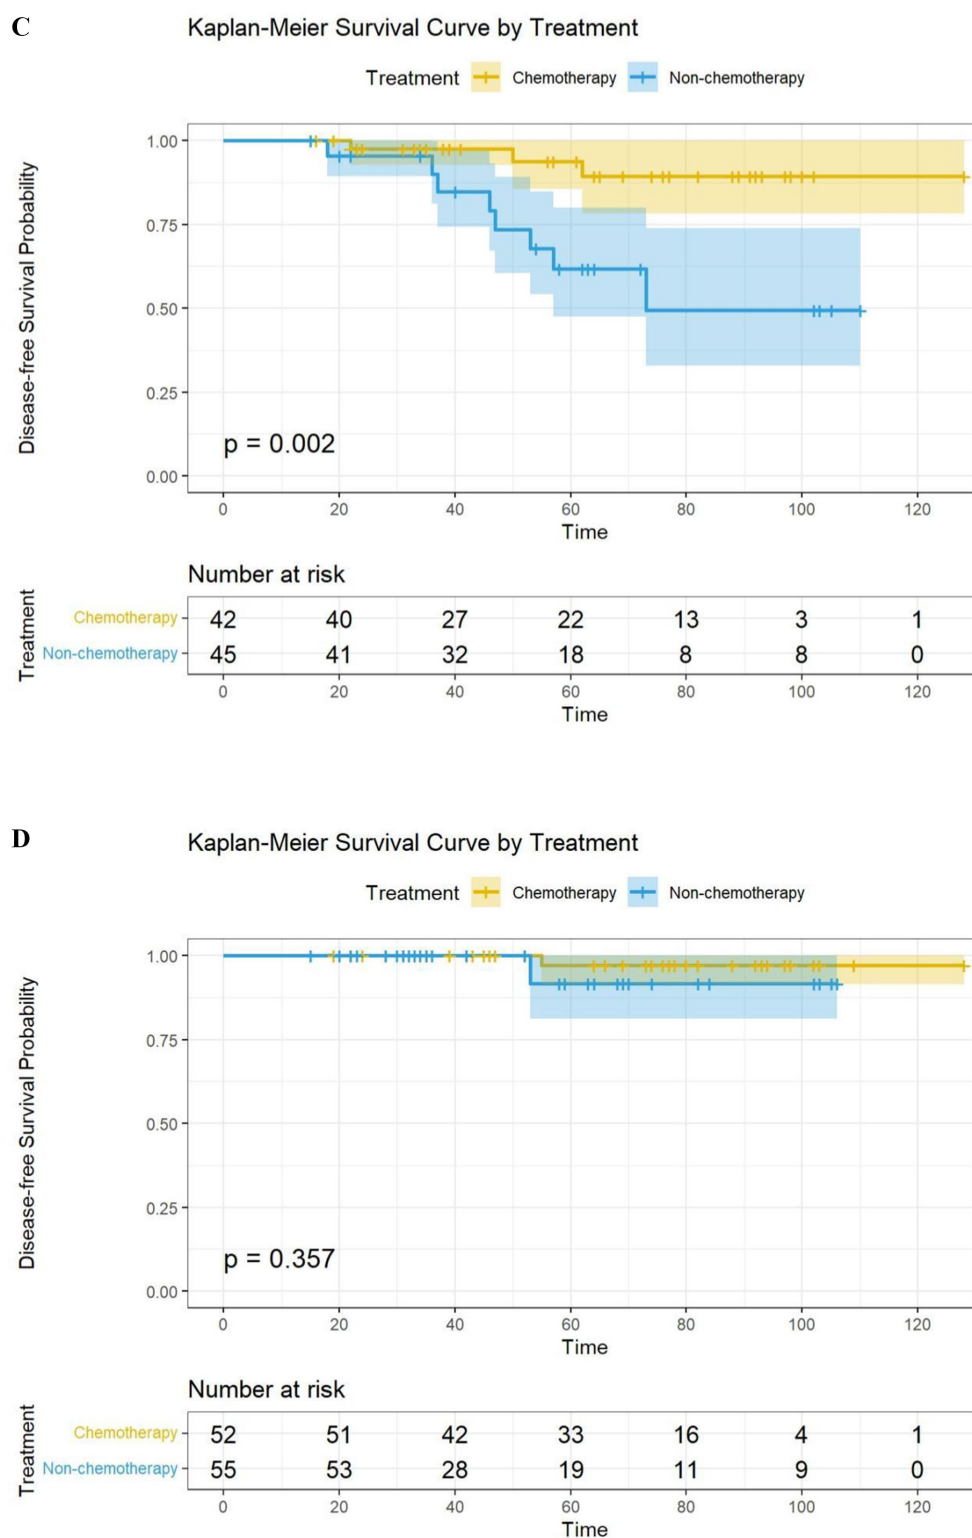 C
Kaplan-Meier Survival Curve by Treatment
Treatment Chemotherapy Non-chemotherapy
Disease-free Survival Probability
1.00
0.75
0.50
0.25
0.00
p = 0.002
0 20 40 60 80 100 120
Time
Number at risk
Treatment
Chemotherapy 42 40 27 22 13 3 1
Non-chemotherapy 45 41 32 18 8 8 0
0 20 40 60 80 100 120
Time
D
Kaplan-Meier Survival Curve by Treatment
Treatment Chemotherapy Non-chemotherapy
Disease-free Survival Probability
1.00
0.75
0.50
0.25
0.00
p = 0.357
0 20 40 60 80 100 120
Time
Number at risk
Treatment
Chemotherapy 52 51 42 33 16 4 1
Non-chemotherapy 55 53 28 19 11 9 0
0 20 40 60 80 100 120
Time